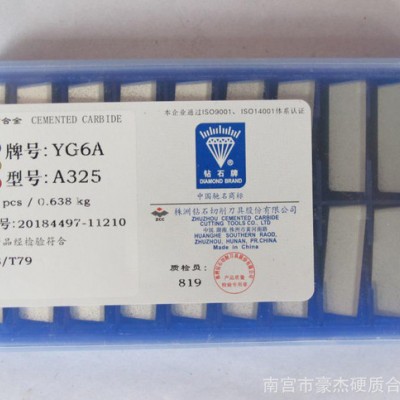 合金 CEMENTED CARBIDE
牌号:YG6A
型号:A325
pcs / 0.638 kg
号:20184497-11210
品经检验符合
/T79
本企业通过ISO9001、ISO14001体系认证
钻石牌
DIAMOND BRAND
中国驰名商标
株洲钻石切削刀具股份有限公司
ZHUZHOU CEMENTED CARBIDE
CUTTING TOOLS CO.,LTD
HUANGHE SOUTHERN RAOD,
ZHUZHOU, HUNAN, PR.CHINA
质检员:
819
南宫市豪杰硬质合